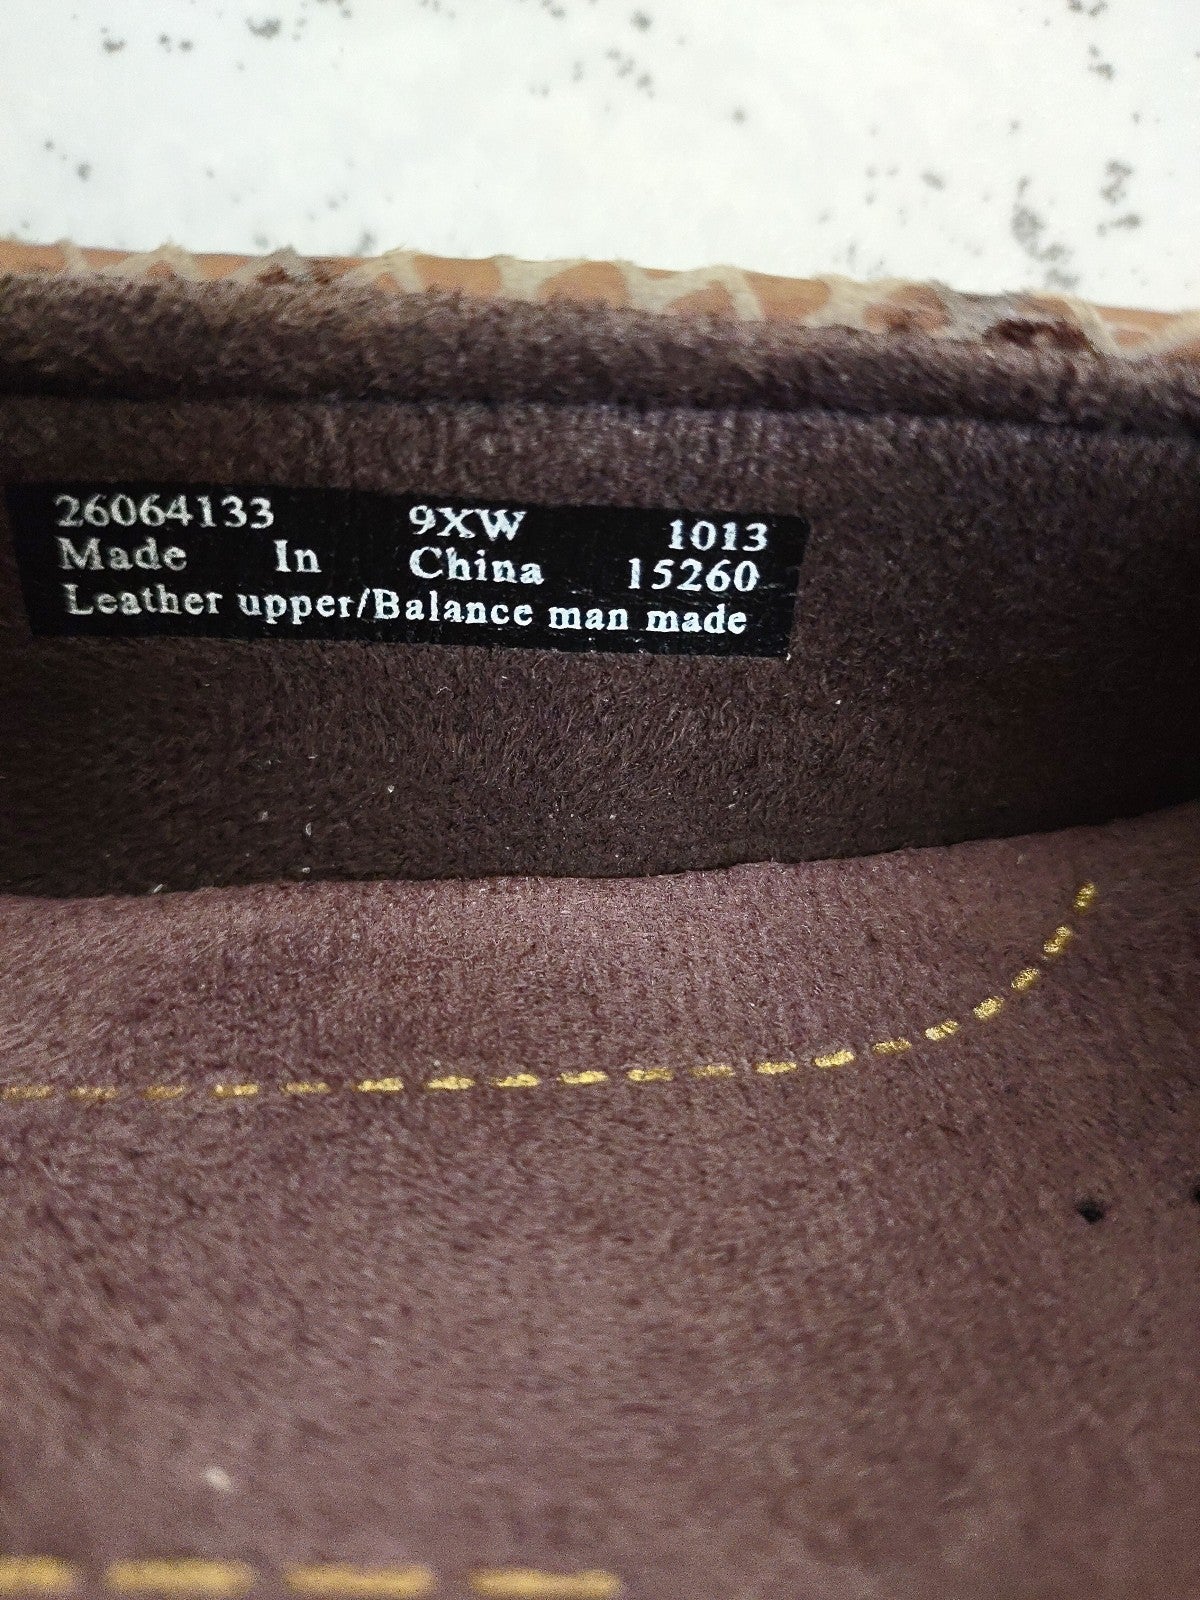 26064133 9XW 1013
Made In China 15260
Leather upper/Balance man made